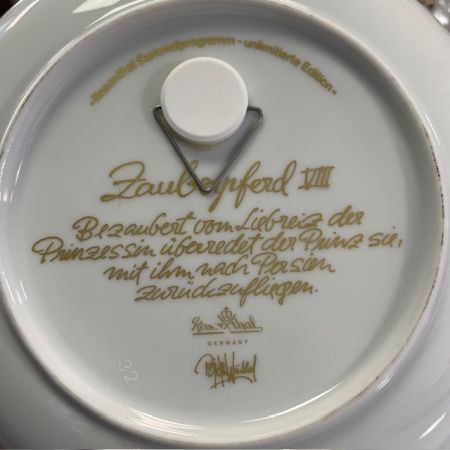 - Rosenthal Sammelprogramm - unlimitierte Edition -
Zauberpferd VIII
Bezaubert vom Liebreiz der
Prinzessin überredet der Prinz sie,
mit ihm nach Persien
zurückzufliegen.
Rosenthal
GERMANY
32